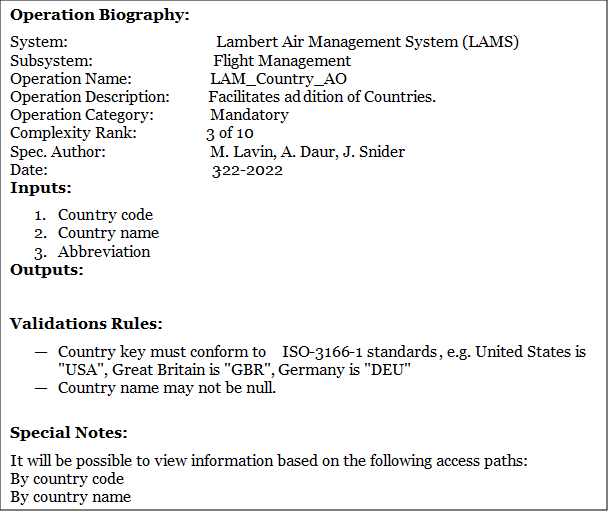 Operation Biography:
System: Lambert Air Management System (LAMS)
Subsystem: Flight Management
Operation Name: LAM_Country_AO
Operation Description: Facilitates addition of Countries.
Operation Category: Mandatory
Complexity Rank: 3 of 10
Spec. Author: M. Lavin, A. Daur, J. Snider
Date: 322-2022
Inputs:
1. Country code
2. Country name
3. Abbreviation
Outputs:
Validations Rules:
— Country key must conform to ISO-3166-1 standards, e.g. United States is
"USA", Great Britain is "GBR", Germany is "DEU"
— Country name may not be null.
Special Notes:
It will be possible to view information based on the following access paths:
By country code
By country name